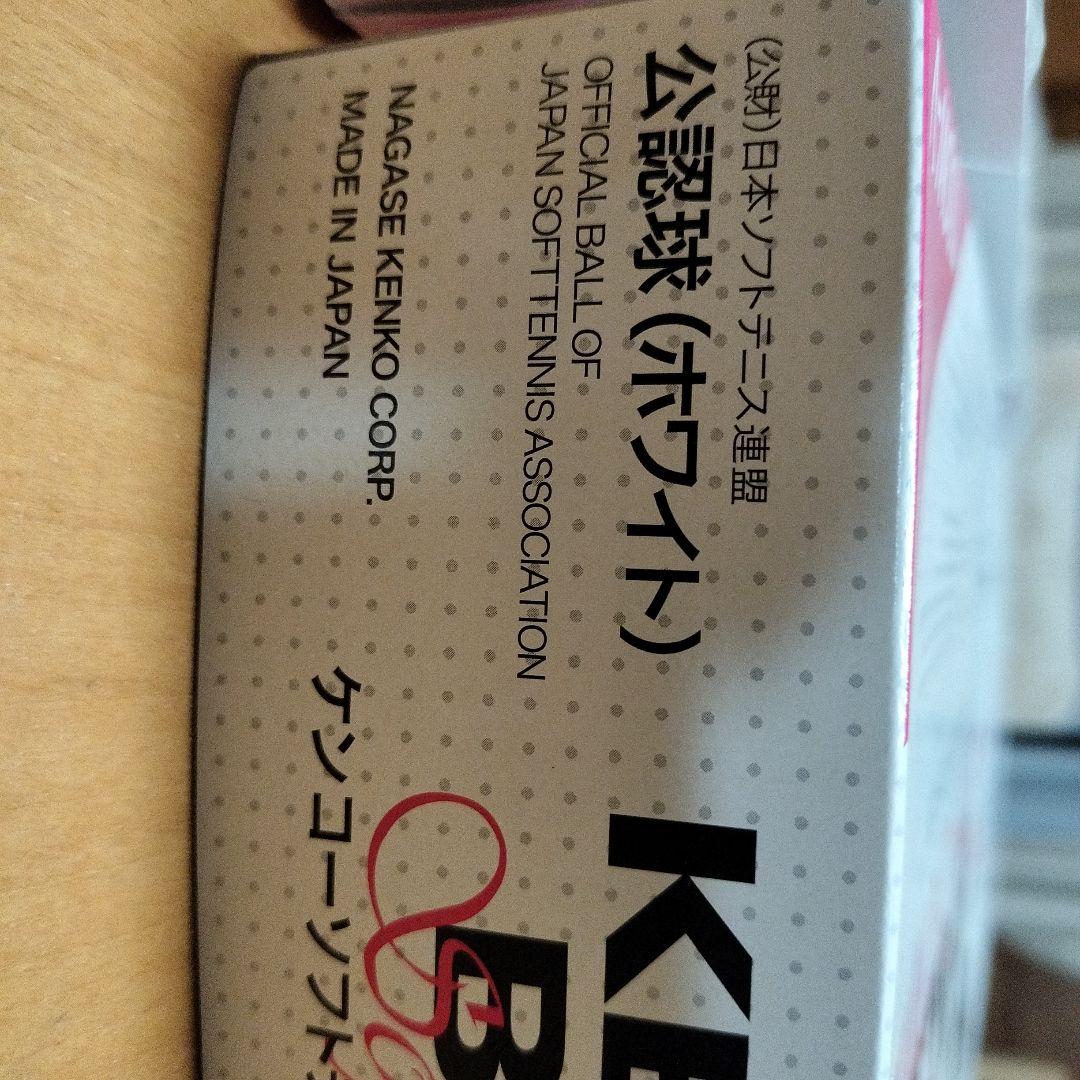 (公財)日本ソフトテニス連盟
公認球(ホワイト)
OFFICIAL BALL OF
JAPAN SOFT TENNIS ASSOCIATION
NAGASE KENKO CORP.
MADE IN JAPAN
KE
B
ケンコーソフト